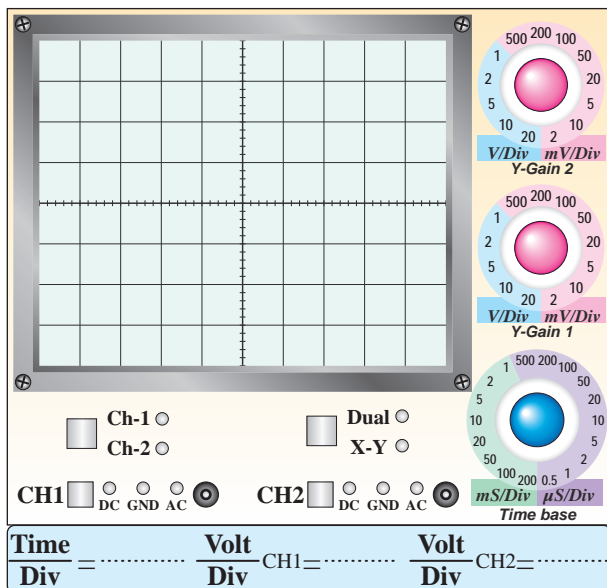 500 200 100
1 50
2 20
5 5
10 10
20 2
V/Div mV/Div
Y-Gain 2
500 200 100
1 50
2 20
5 5
10 10
20 2
V/Div mV/Div
Y-Gain 1
1 500 200
2 100
5 50
10 20
20 10
50 5
100 200 0.5 1 2
mS/Div µS/Div
Time base
Ch-1
Ch-2
Dual
X-Y
CH1 DC GND AC
CH2 DC GND AC
Time Volt Volt
= ............ CH1= ............ CH2= ............
Div Div Div